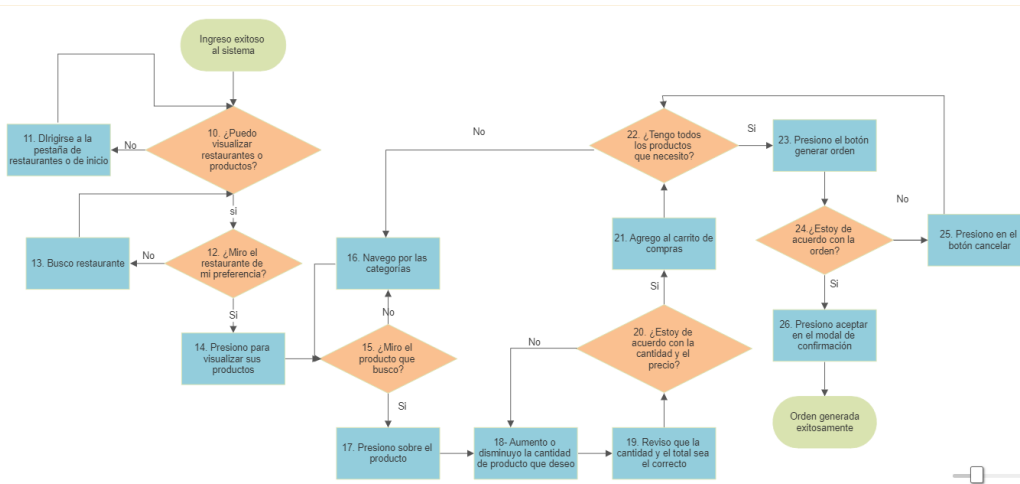 Ingreso exitoso
al sistema
10. ¿Puedo
visualizar
restaurantes o
productos?
No
11. DIrigirse a la
pestaña de
restaurantes o de inicio
si
12. ¿Miro el
restaurante de
mi preferencia?
No
13. Busco restaurante
Si
14. Presiono para
visualizar sus
productos
15. ¿Miro el
producto que
busco?
No
16. Navego por las
categorías
Si
17. Presiono sobre el
producto
18- Aumento o
disminuyo la cantidad
de producto que deseo
19. Reviso que la
cantidad y el total sea
el correcto
20. ¿Estoy de
acuerdo con la
cantidad y el
precio?
No
Si
21. Agrego al carrito de
compras
22. ¿Tengo todos
los productos
que necesito?
No
Si
23. Presiono el botón
generar orden
24.¿Estoy de
acuerdo con la
orden?
No
25. Presiono en el
botón cancelar
Si
26. Presiono aceptar
en el modal de
confirmación
Orden generada
exitosamente